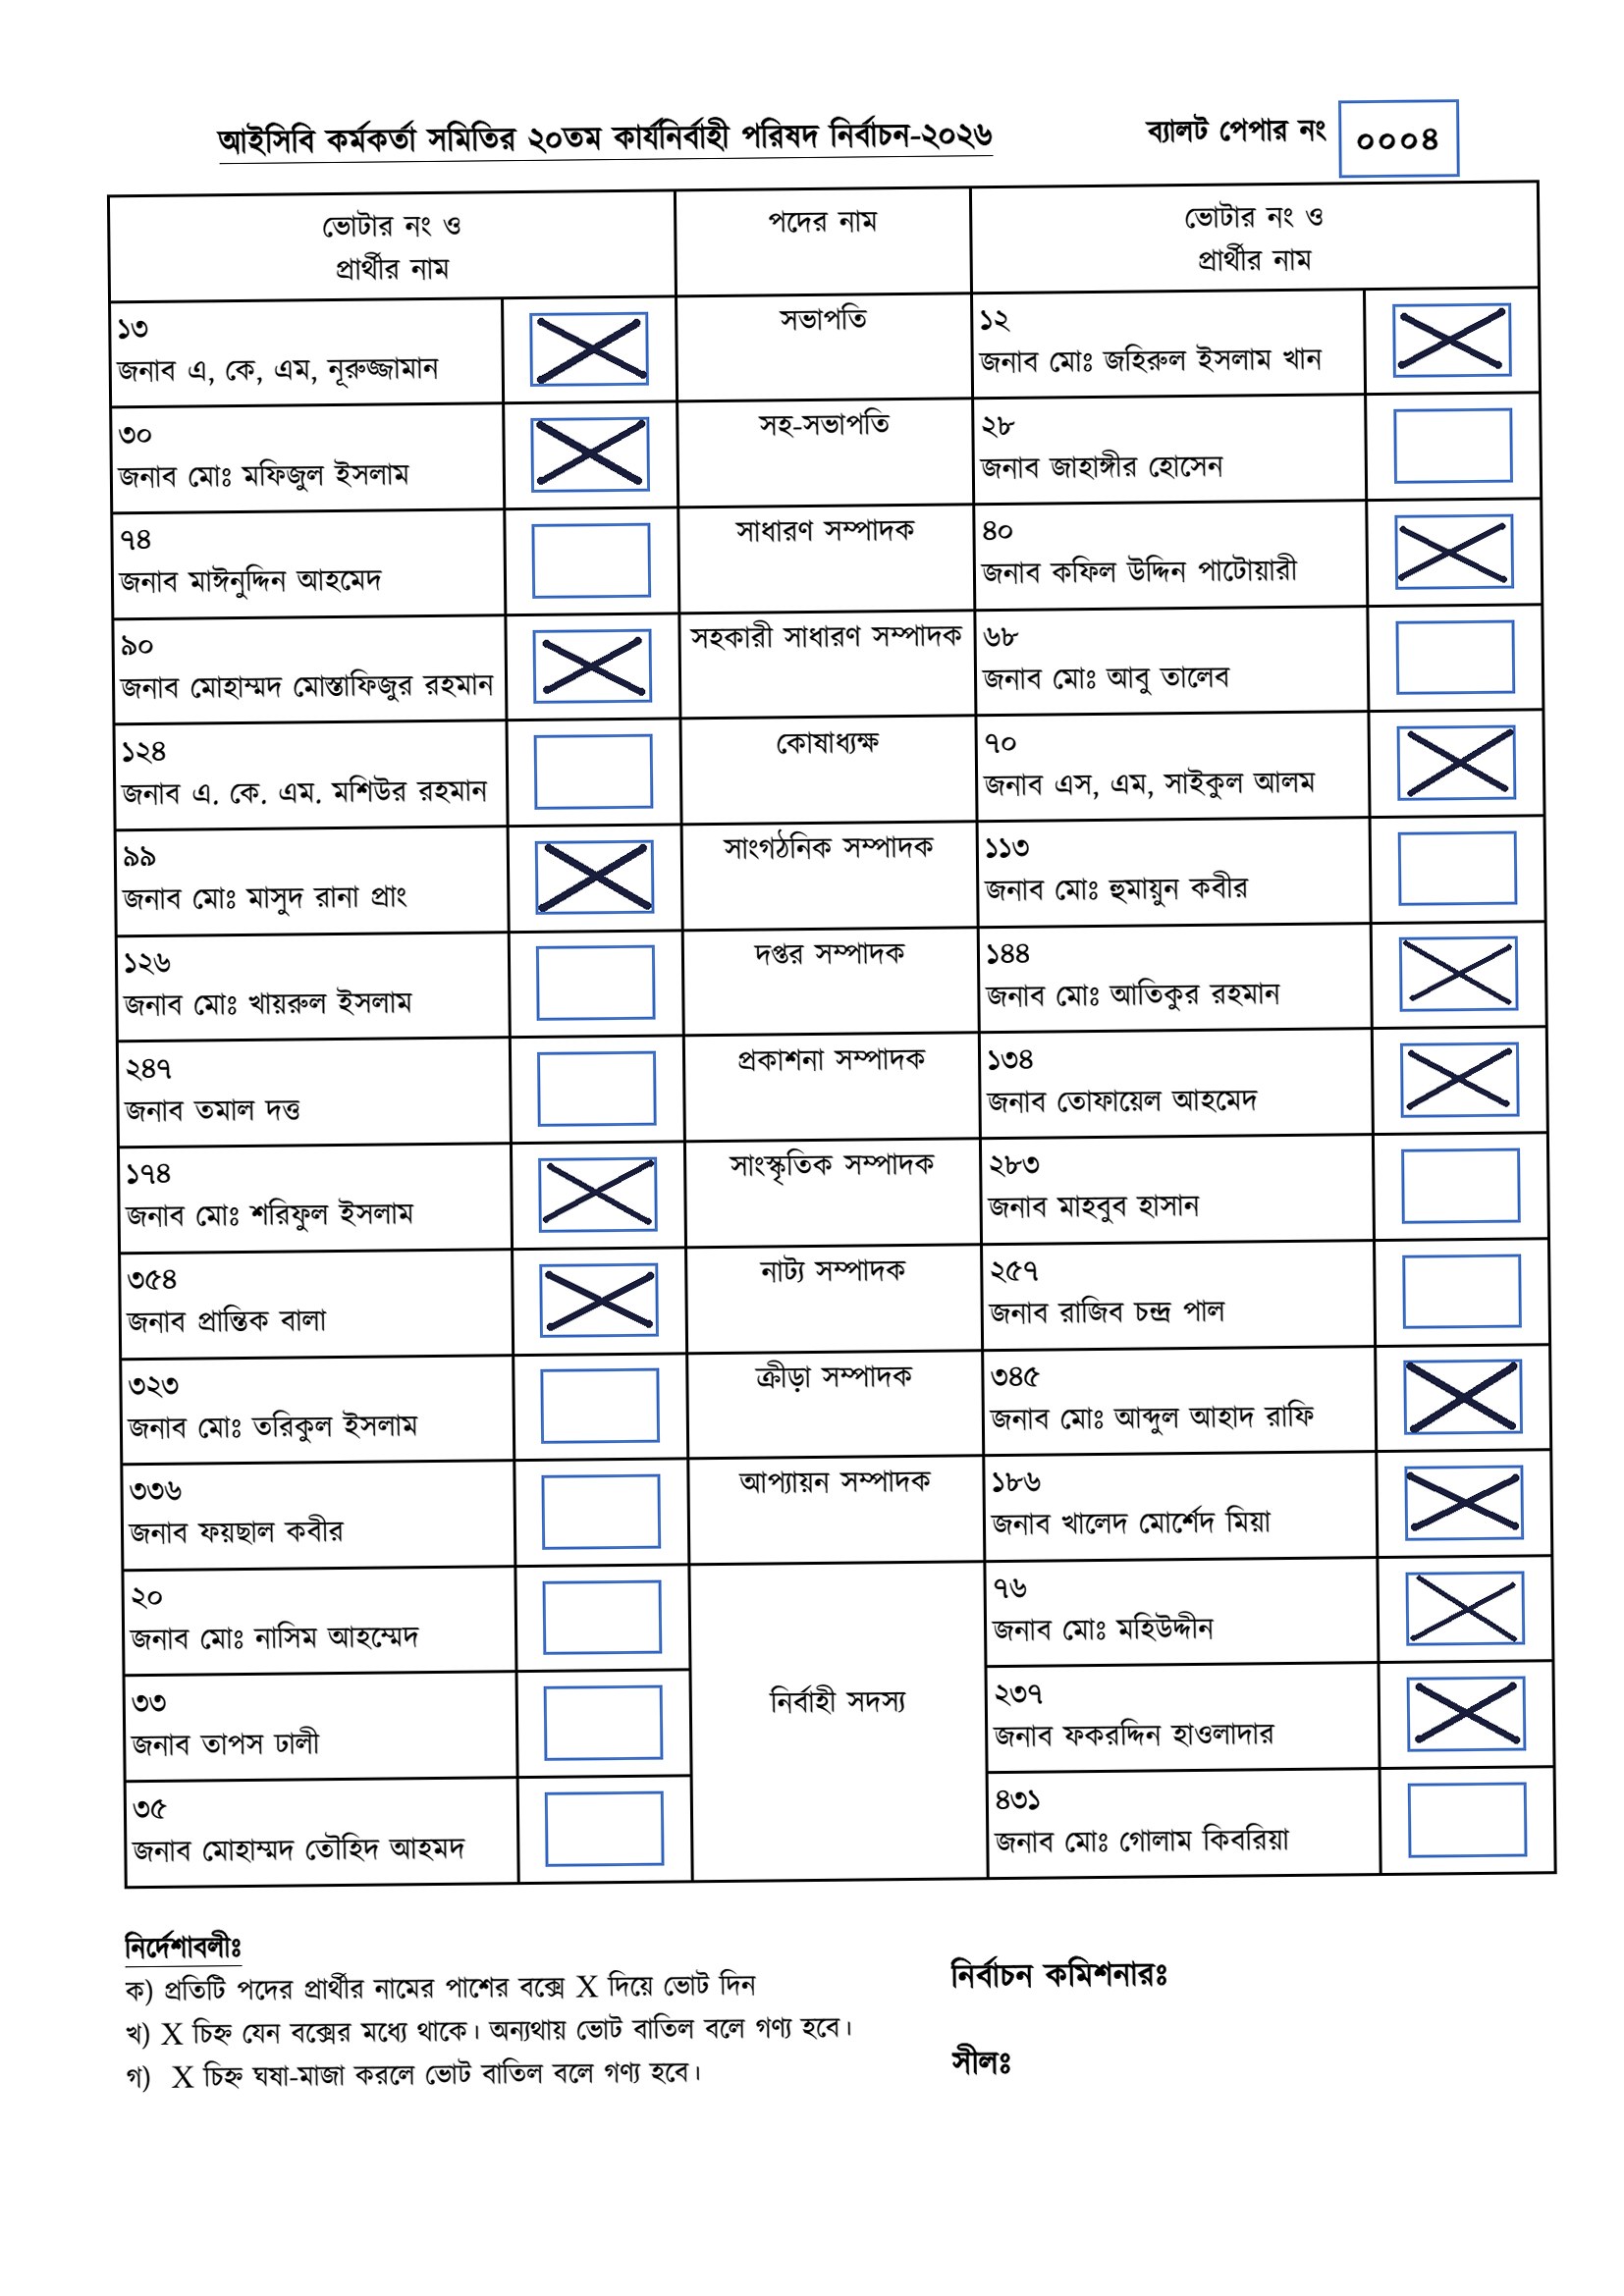 আইসিবি কর্মকর্তা সমিতির ২০তম কার্যনির্বাহী পরিষদ নির্বাচন-২০২৬
ব্যালট পেপার নং ০০০৪
ভোটার নং ও
প্রার্থীর নাম
পদের নাম
ভোটার নং ও
প্রার্থীর নাম
১৩
জনাব এ, কে, এম, নূরুজ্জামান
সভাপতি
১২
জনাব মোঃ জহিরুল ইসলাম খান
৩০
জনাব মোঃ মফিজুল ইসলাম
সহ-সভাপতি
২৮
জনাব জাহাঙ্গীর হোসেন
৭৪
জনাব মাঈনুদ্দিন আহমেদ
সাধারণ সম্পাদক
৪০
জনাব কফিল উদ্দিন পাটোয়ারী
৯০
জনাব মোহাম্মদ মোস্তাফিজুর রহমান
সহকারী সাধারণ সম্পাদক
৬৮
জনাব মোঃ আবু তালেব
১২৪
জনাব এ. কে. এম. মশিউর রহমান
কোষাধ্যক্ষ
৭০
জনাব এস, এম, সাইকুল আলম
৯৯
জনাব মোঃ মাসুদ রানা প্রাং
সাংগঠনিক সম্পাদক
১১৩
জনাব মোঃ হুমায়ুন কবীর
১২৬
জনাব মোঃ খায়রুল ইসলাম
দপ্তর সম্পাদক
১৪৪
জনাব মোঃ আতিকুর রহমান
২৪৭
জনাব তমাল দত্ত
প্রকাশনা সম্পাদক
১৩৪
জনাব তোফায়েল আহমেদ
১৭৪
জনাব মোঃ শরিফুল ইসলাম
সাংস্কৃতিক সম্পাদক
২৮৩
জনাব মাহবুব হাসান
৩৫৪
জনাব প্রান্তিক বালা
নাট্য সম্পাদক
২৫৭
জনাব রাজিব চন্দ্র পাল
৩২৩
জনাব মোঃ তরিকুল ইসলাম
ক্রীড়া সম্পাদক
৩৪৫
জনাব মোঃ আব্দুল আহাদ রাফি
৩৩৬
জনাব ফয়ছাল কবীর
আপ্যায়ন সম্পাদক
১৮৬
জনাব খালেদ মোর্শেদ মিয়া
২০
জনাব মোঃ নাসিম আহম্মেদ
৭৬
জনাব মোঃ মহিউদ্দীন
৩৩
জনাব তাপস ঢালী
নির্বাহী সদস্য
২৩৭
জনাব ফকরদ্দিন হাওলাদার
৩৫
জনাব মোহাম্মদ তৌহিদ আহমদ
৪৩১
জনাব মোঃ গোলাম কিবরিয়া
নির্দেশাবলীঃ
ক) প্রতিটি পদের প্রার্থীর নামের পাশের বক্সে X দিয়ে ভোট দিন
খ) X চিহ্ন যেন বক্সের মধ্যে থাকে। অন্যথায় ভোট বাতিল বলে গণ্য হবে।
গ) X চিহ্ন ঘষা-মাজা করলে ভোট বাতিল বলে গণ্য হবে।
নির্বাচন কমিশনারঃ
সীলঃ